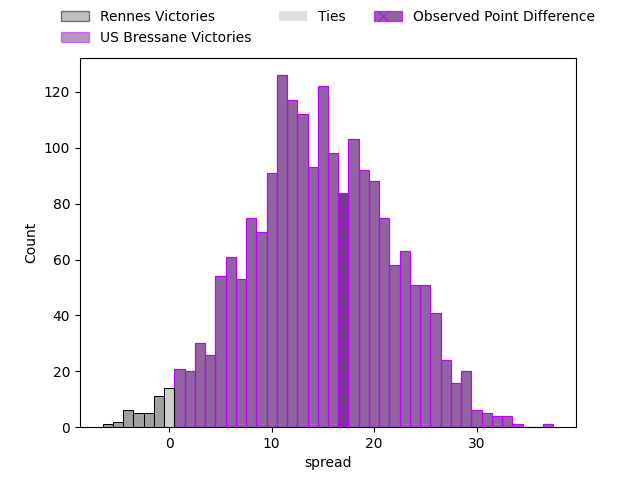 Rennes Victories
US Bressane Victories
Ties
Observed Point Difference
Count
120
100
80
60
40
20
0
0
10
20
30
spread